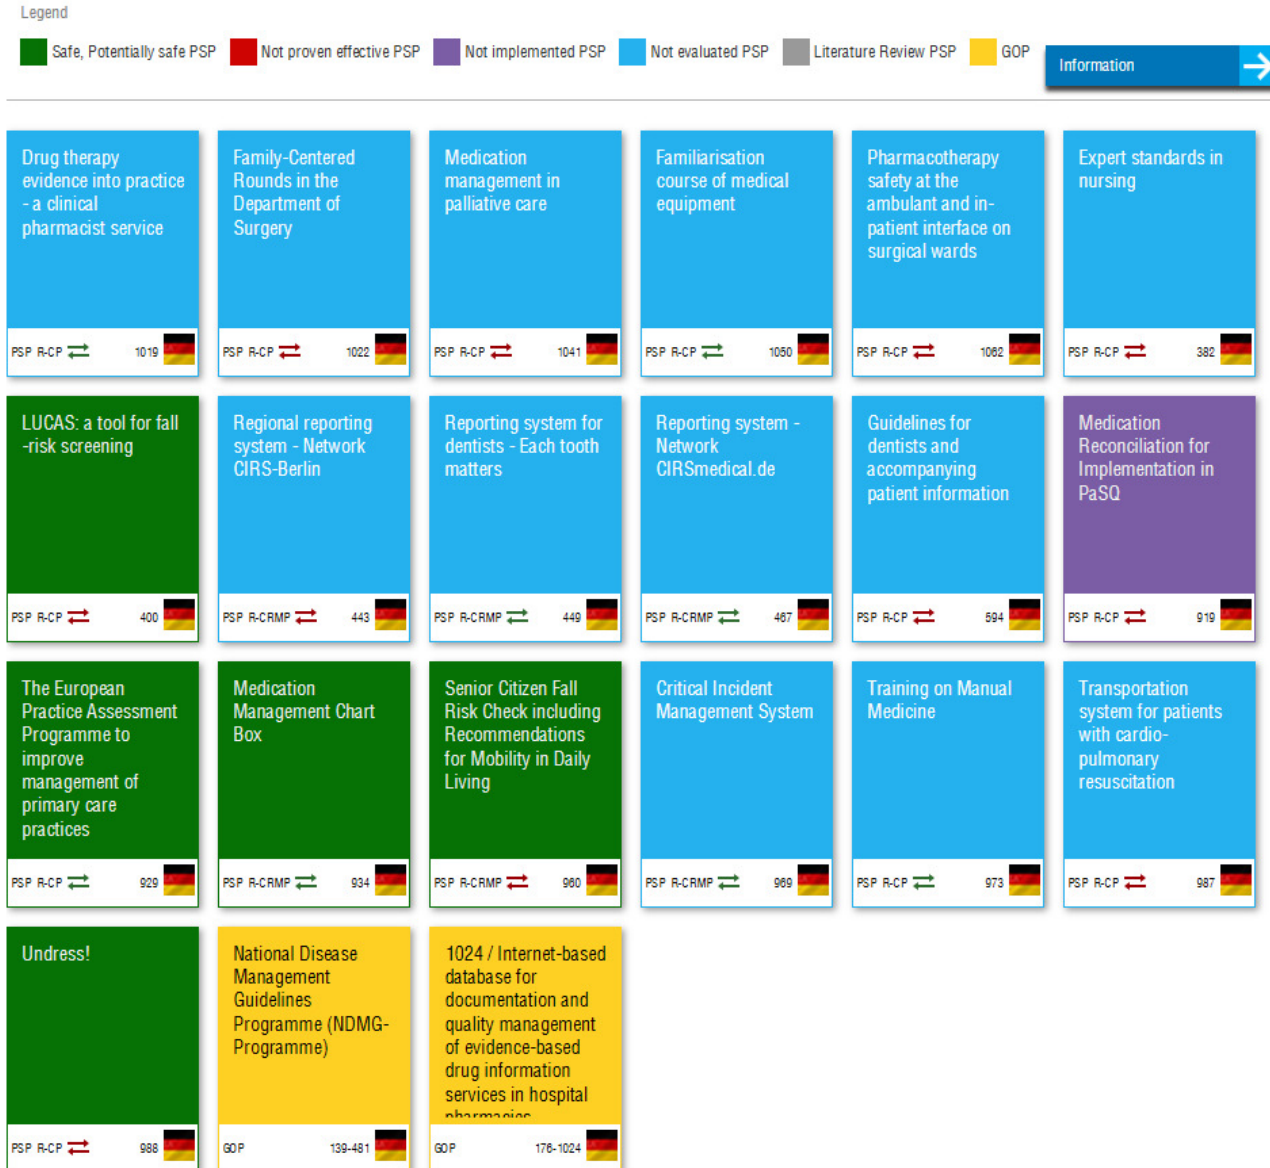 Legend
Safe, Potentially safe PSP
Not proven effective PSP
Not implemented PSP
Not evaluated PSP
Literature Review PSP
GOP
Information
Drug therapy
evidence into practice
- a clinical
pharmacist service
PSP R-CP
1019
Family-Centered
Rounds in the
Department of
Surgery
PSP R-CP
1022
Medication
management in
palliative care
PSP R-CP
1041
Familiarisation
course of medical
equipment
PSP R-CP
1050
Pharmacotherapy
safety at the
ambulant and in-
patient interface on
surgical wards
PSP R-CP
1062
Expert standards in
nursing
PSP R-CP
382
LUCAS: a tool for fall
-risk screening
PSP R-CP
400
Regional reporting
system - Network
CIRS-Berlin
PSP R-CRMP
443
Reporting system for
dentists - Each tooth
matters
PSP R-CRMP
449
Reporting system -
Network
CIRSmedical.de
PSP R-CRMP
467
Guidelines for
dentists and
accompanying
patient information
PSP R-CP
594
Medication
Reconciliation for
Implementation in
PaSQ
PSP R-CP
919
The European
Practice Assessment
Programme to
improve
management of
primary care
practices
PSP R-CP
929
Medication
Management Chart
Box
PSP R-CRMP
934
Senior Citizen Fall
Risk Check including
Recommendations
for Mobility in Daily
Living
PSP R-CRMP
960
Critical Incident
Management System
PSP R-CRMP
969
Training on Manual
Medicine
PSP R-CP
973
Transportation
system for patients
with cardio-
pulmonary
resuscitation
PSP R-CP
987
Undress!
PSP R-CP
988
National Disease
Management
Guidelines
Programme (NDMG-
Programme)
GOP
139-481
1024 / Internet-based
database for
documentation and
quality management
of evidence-based
drug information
services in hospital
pharmacies
GOP
176-1024